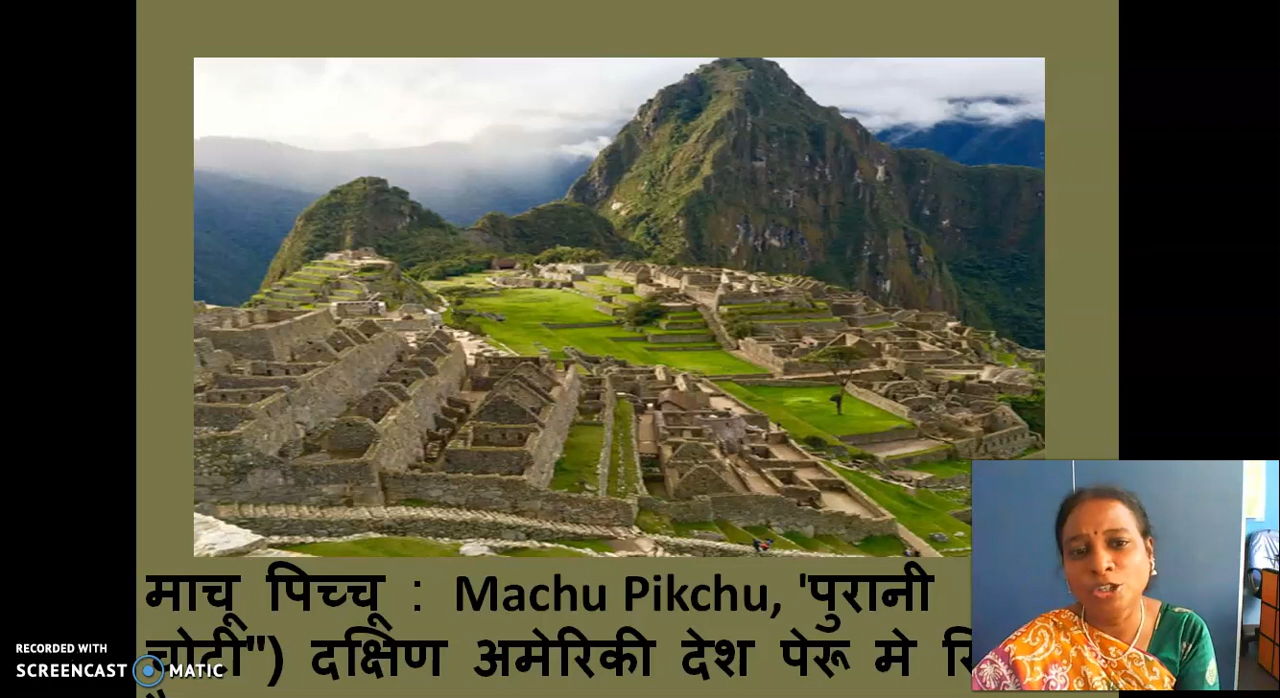 माचू पिच्चू : Machu Pikchu, 'पुरानी
चोटी") दक्षिण अमेरिकी देश पेरू मे
RECORDED WITH
SCREENCAST MATIC